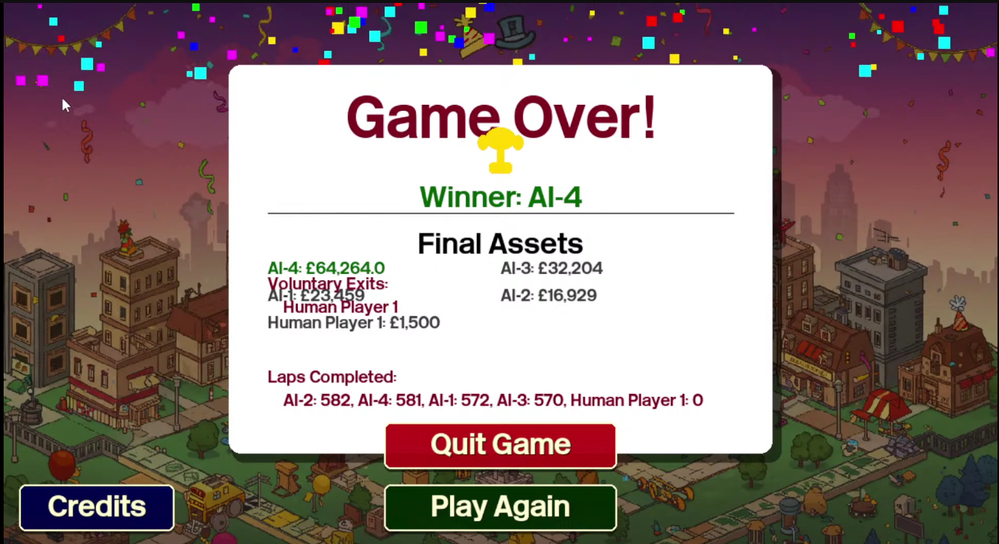 Game Over!
Winner: AI-4
Final Assets
AI-4: £64,264.0
AI-3: £32,204
Voluntary Exits:
AI-1: £23,459
AI-2: £16,929
Human Player 1
Human Player 1: £1,500
Laps Completed:
AI-2: 582, AI-4: 581, AI-1: 572, AI-3: 570, Human Player 1: 0
Quit Game
Credits
Play Again